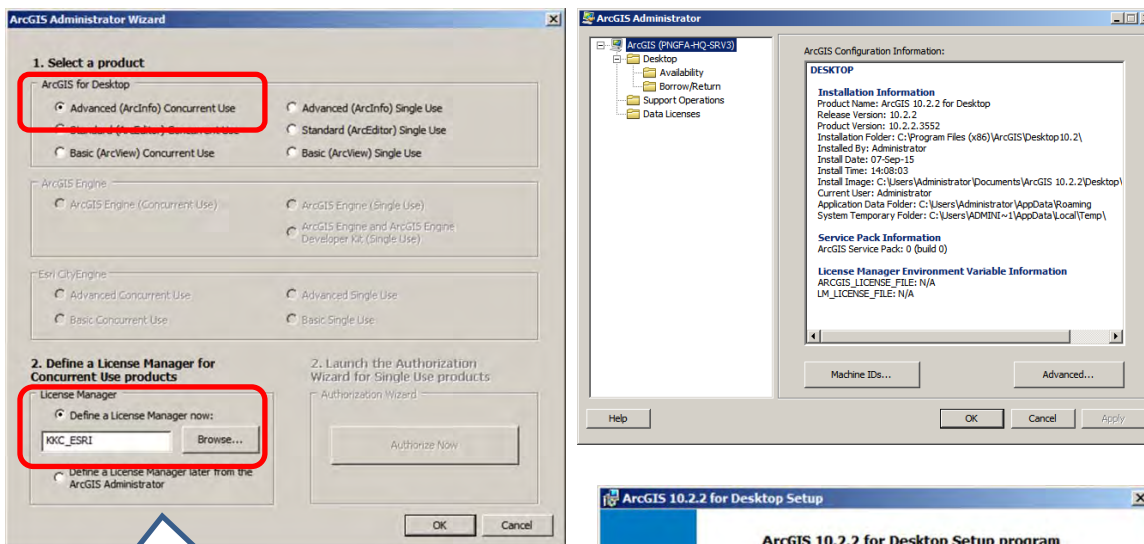 ArcGIS Administrator Wizard
1. Select a product
ArcGIS for Desktop
Advanced (ArcInfo) Concurrent Use
Advanced (ArcInfo) Single Use
Standard (ArcEditor) Concurrent Use
Standard (ArcEditor) Single Use
Basic (ArcView) Concurrent Use
Basic (ArcView) Single Use
ArcGIS Engine
ArcGIS Engine (Concurrent Use)
ArcGIS Engine (Single Use)
ArcGIS Engine and ArcGIS Engine
Developer Kit (Single Use)
Esri CityEngine
Advanced Concurrent Use
Advanced Single Use
Basic Concurrent Use
Basic Single Use
2. Define a License Manager for
Concurrent Use products
License Manager
Define a License Manager now:
KKC_ESRI
Browse...
Define a License Manager later from the
ArcGIS Administrator
2. Launch the Authorization
Wizard for Single Use products
Authorization Wizard
Authorize Now
OK
Cancel
ArcGIS Administrator
ArcGIS (PNGFA-HQ-SRV3)
Desktop
Availability
Borrow/Return
Support Operations
Data Licenses
ArcGIS Configuration Information:
DESKTOP
Installation Information
Product Name: ArcGIS 10.2.2 for Desktop
Release Version: 10.2.2
Product Version: 10.2.2.3552
Installation Folder: C:\Program Files (x86)\ArcGIS\Desktop10.2\
Installed By: Administrator
Install Date: 07-Sep-15
Install Time: 14:08:03
Install Image: C:\Users\Administrator\Documents\ArcGIS 10.2.2\Desktop\
Current User: Administrator
Application Data Folder: C:\Users\Administrator\AppData\Roaming
System Temporary Folder: C:\Users\ADMINI~1\AppData\Local\Temp\
Service Pack Information
ArcGIS Service Pack: 0 (build 0)
License Manager Environment Variable Information
ARCGIS_LICENSE_FILE: N/A
LM_LICENSE_FILE: N/A
Machine IDs...
Advanced...
Help
OK
Cancel
Apply
ArcGIS 10.2.2 for Desktop Setup
ArcGIS 10.2.2 for Desktop Setup program